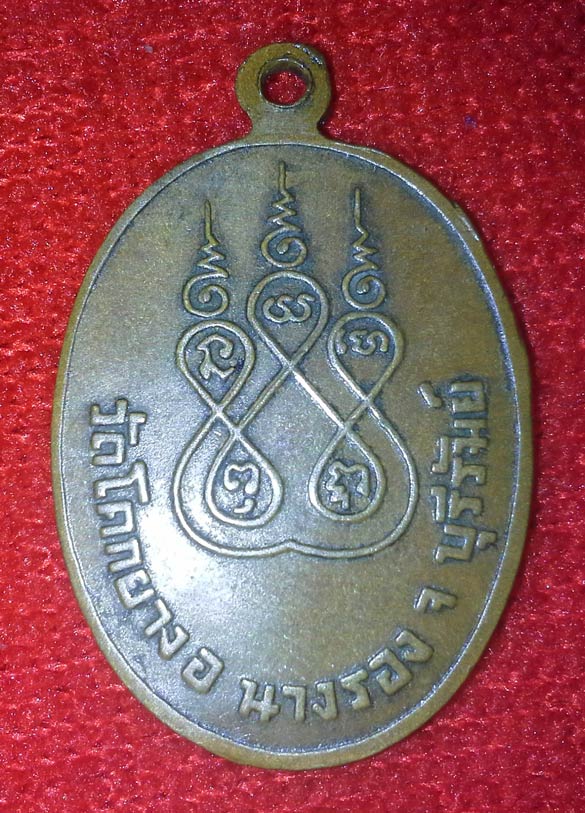 วัดโคกยาง อ นางรอง จ บุรีรัมย์